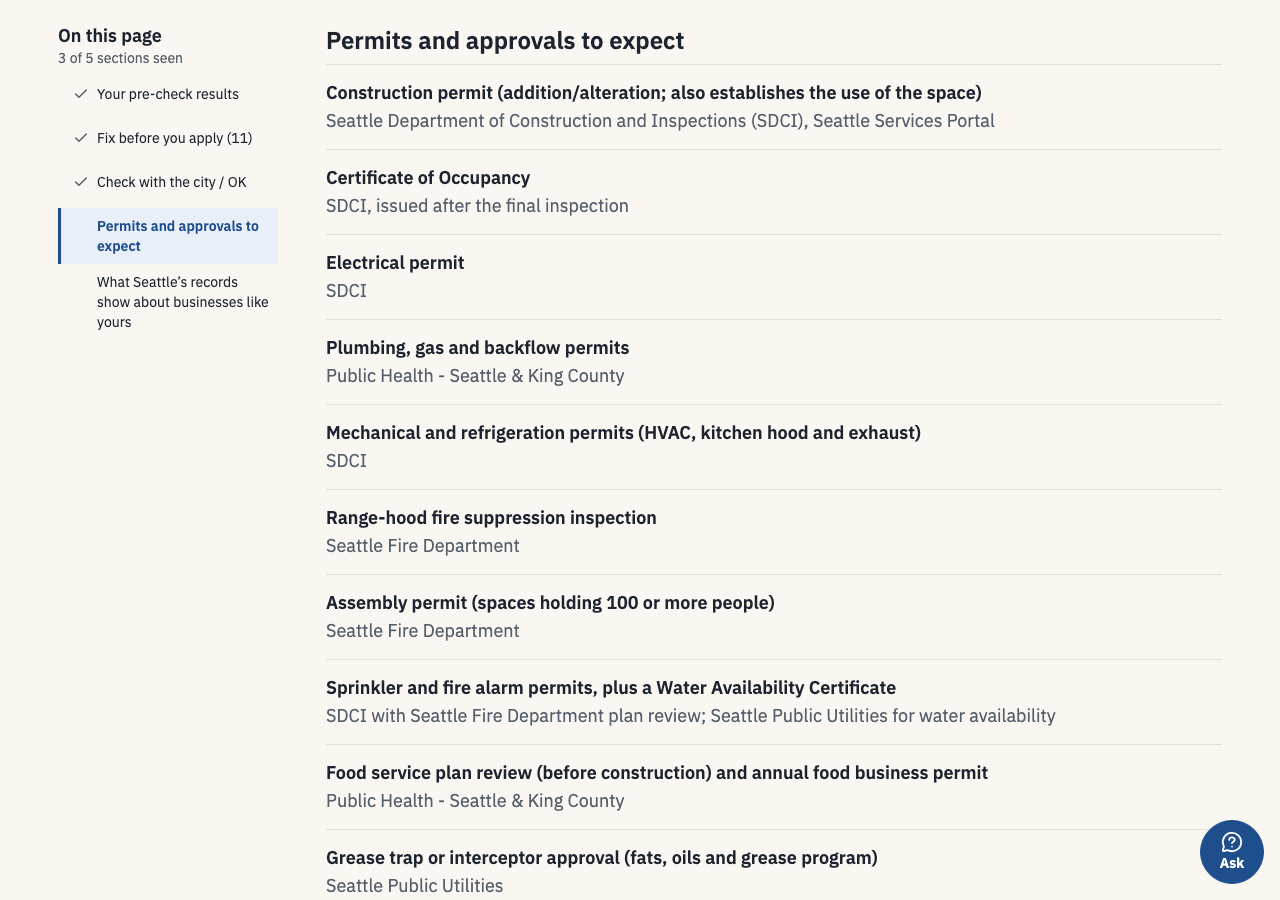 On this page
3 of 5 sections seen
Your pre-check results
Fix before you apply (11)
Check with the city / OK
Permits and approvals to
expect
What Seattle’s records
show about businesses like
yours
Permits and approvals to expect
Construction permit (addition/alteration; also establishes the use of the space)
Seattle Department of Construction and Inspections (SDCI), Seattle Services Portal
Certificate of Occupancy
SDCI, issued after the final inspection
Electrical permit
SDCI
Plumbing, gas and backflow permits
Public Health - Seattle & King County
Mechanical and refrigeration permits (HVAC, kitchen hood and exhaust)
SDCI
Range-hood fire suppression inspection
Seattle Fire Department
Assembly permit (spaces holding 100 or more people)
Seattle Fire Department
Sprinkler and fire alarm permits, plus a Water Availability Certificate
SDCI with Seattle Fire Department plan review; Seattle Public Utilities for water availability
Food service plan review (before construction) and annual food business permit
Public Health - Seattle & King County
Grease trap or interceptor approval (fats, oils and grease program)
Seattle Public Utilities
Ask